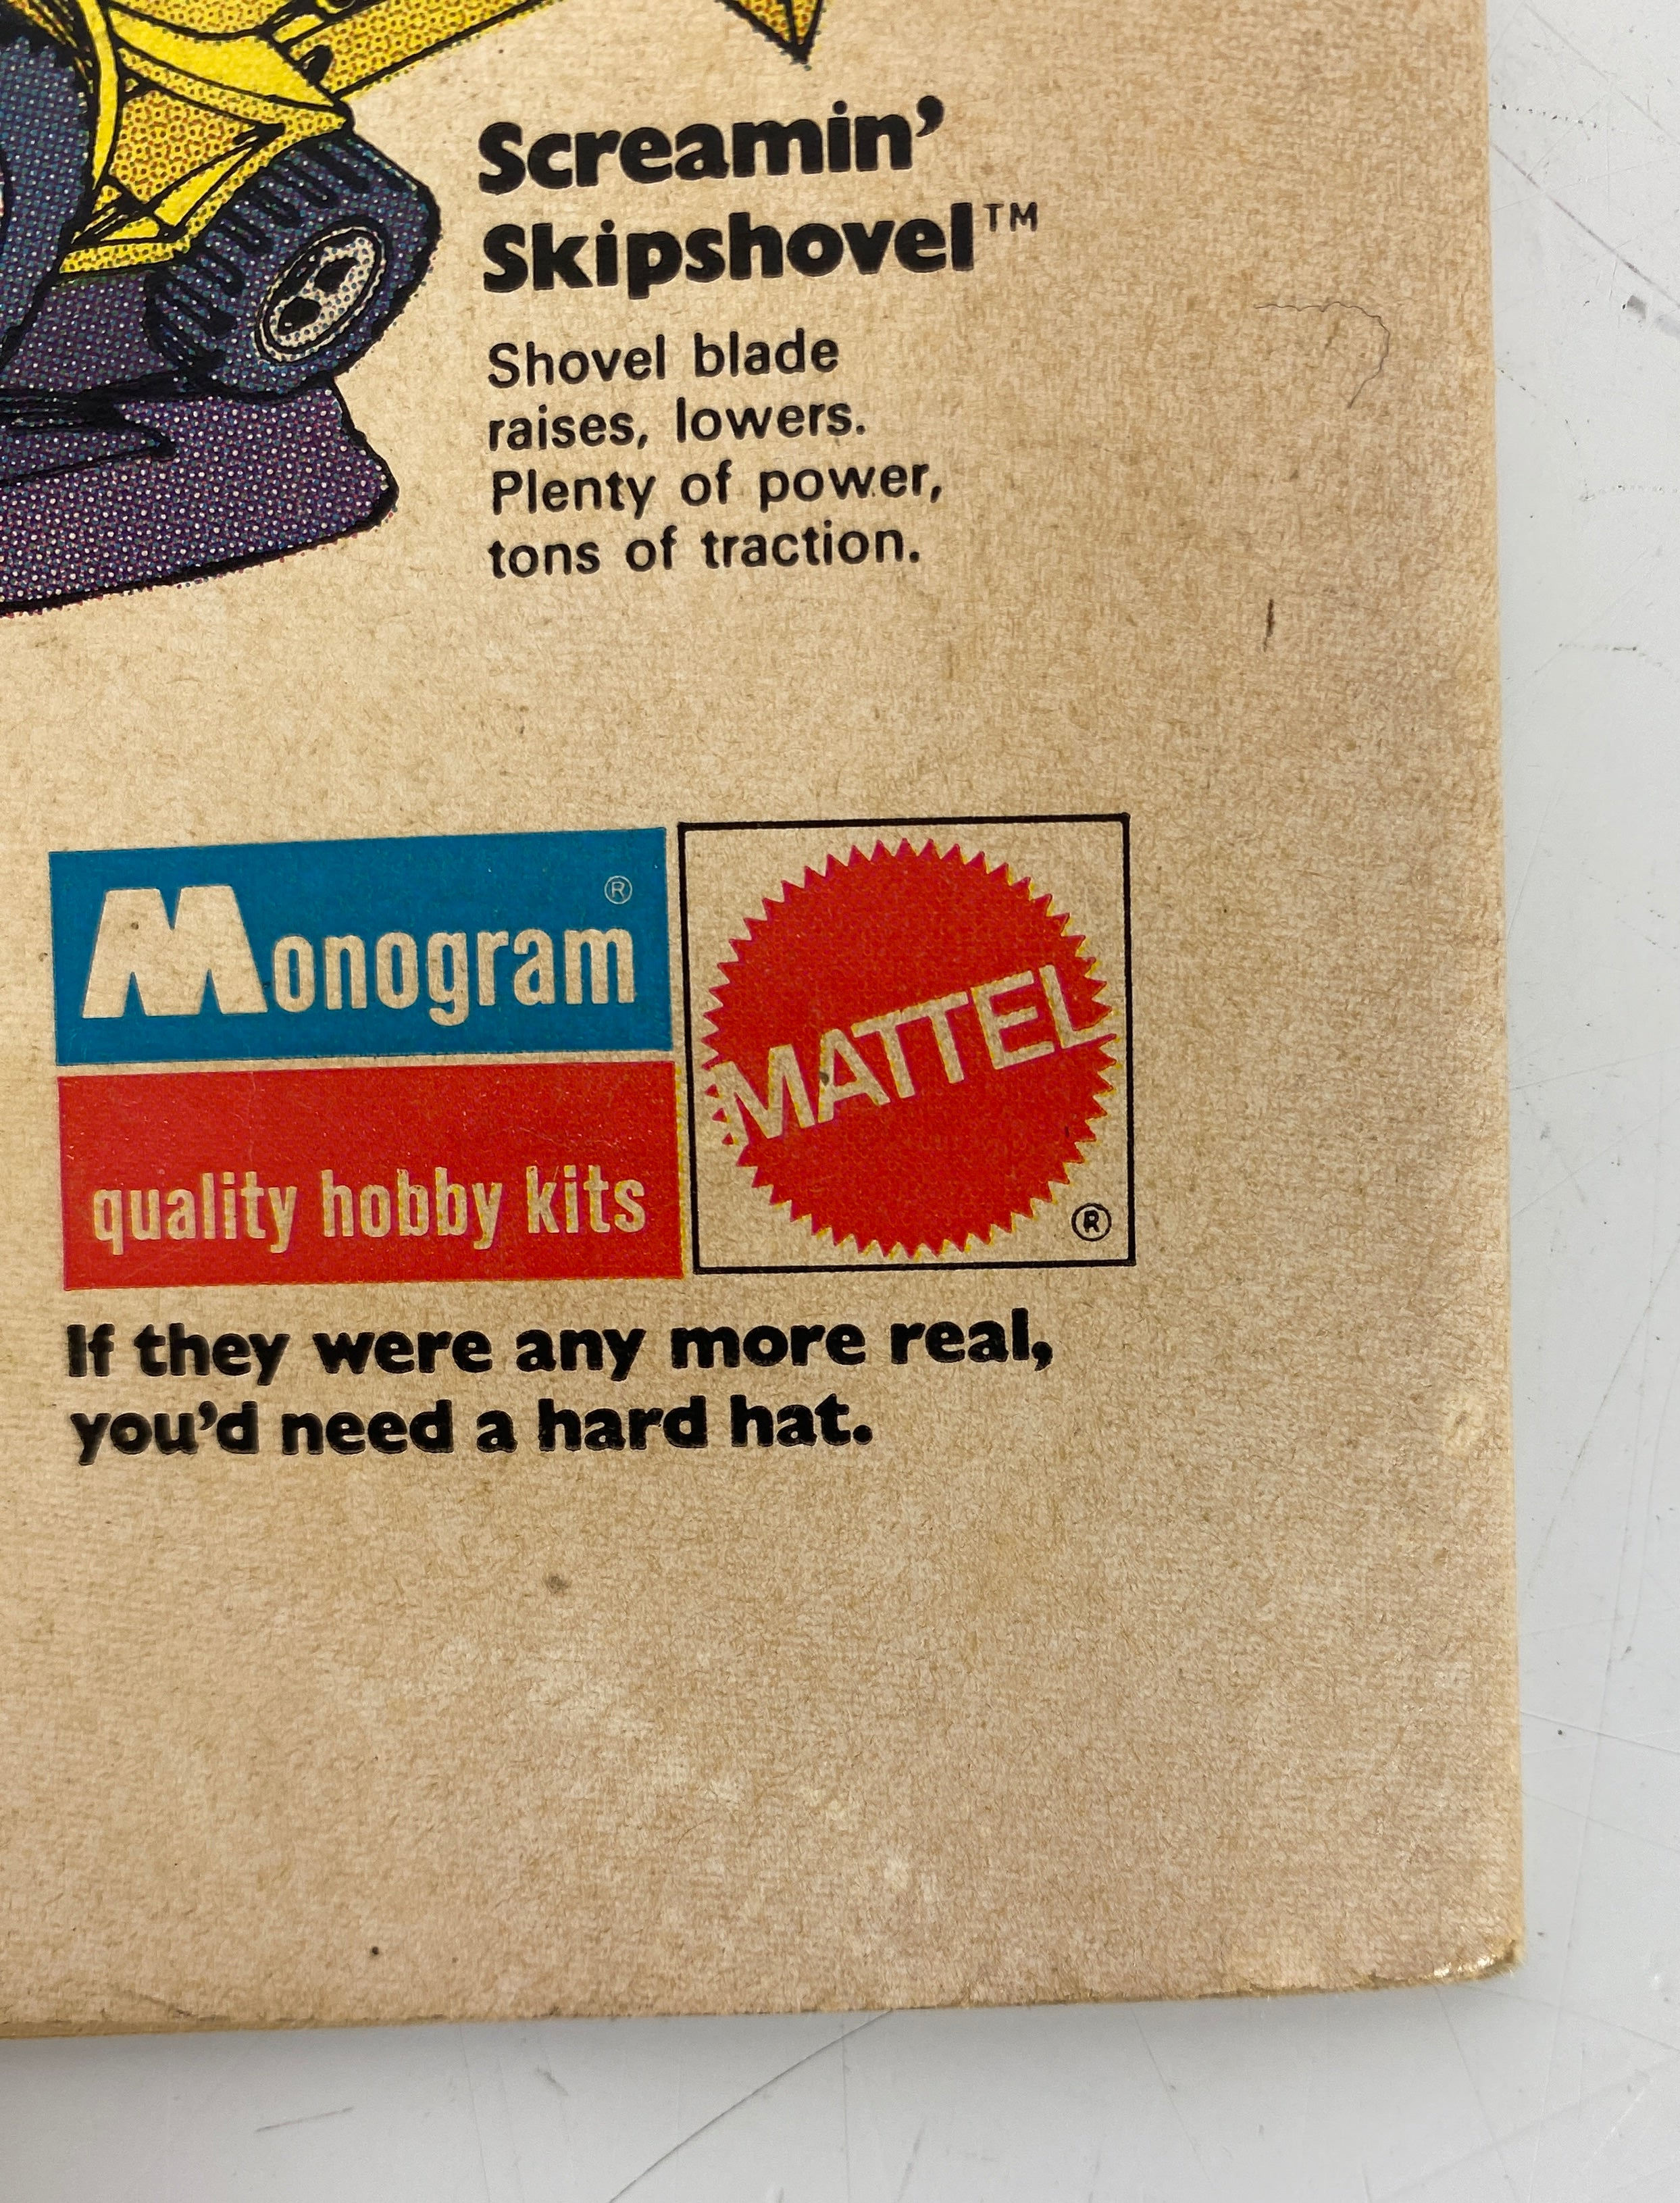 Screamin’
Skipshovel™
Shovel blade
raises, lowers.
Plenty of power,
tons of traction.
Monogram®
quality hobby kits
MATTEL
®
If they were any more real,
you’d need a hard hat.